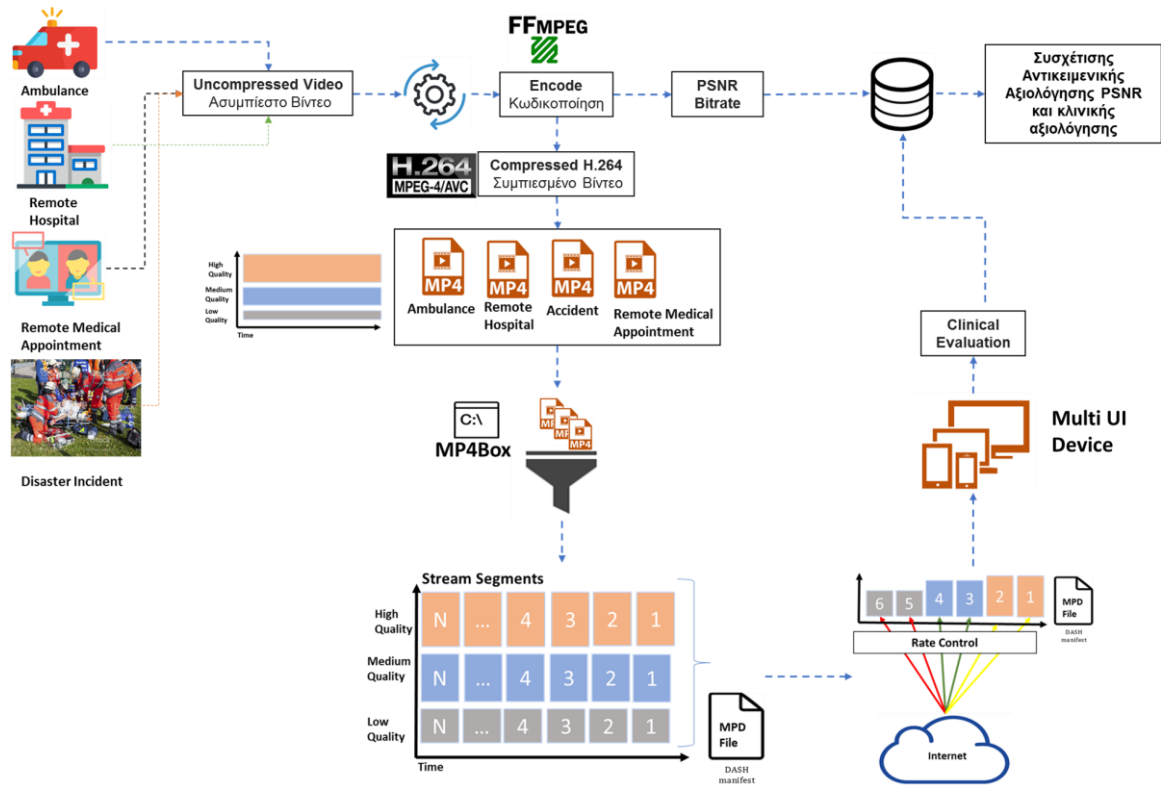 Ambulance
Remote
Hospital
Remote Medical
Appointment
Disaster Incident
Uncompressed Video
Ασυμπίεστο Βίντεο
FFMPEG
Encode
Κωδικοποίηση
PSNR
Bitrate
Συσχέτισης
Αντικειμενικής
Αξιολόγησης PSNR
και κλινικής
αξιολόγησης
H.264
MPEG-4/AVC
Compressed H.264
Συμπιεσμένο Βίντεο
High
Quality
Medium
Quality
Low
Quality
Time
MP4
Ambulance
MP4
Remote
Hospital
MP4
Accident
MP4
Remote Medical
Appointment
C:\
MP4Box
MP
MP
MP4
Clinical
Evaluation
Multi UI
Device
Stream Segments
High
Quality
N ... 4 3 2 1
Medium
Quality
N ... 4 3 2 1
Low
Quality
N ... 4 3 2 1
Time
MPD
File
DASH
manifest
6 5 4 3 2 1
MPD
File
DASH
manifest
Rate Control
Internet